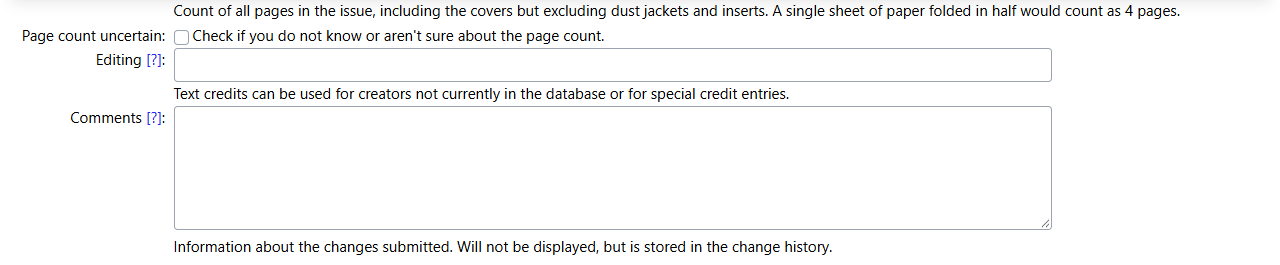 Count of all pages in the issue, including the covers but excluding dust jackets and inserts. A single sheet of paper folded in half would count as 4 pages.
Page count uncertain: Check if you do not know or aren't sure about the page count.
Editing [?]:
Text credits can be used for creators not currently in the database or for special credit entries.
Comments [?]:
Information about the changes submitted. Will not be displayed, but is stored in the change history.